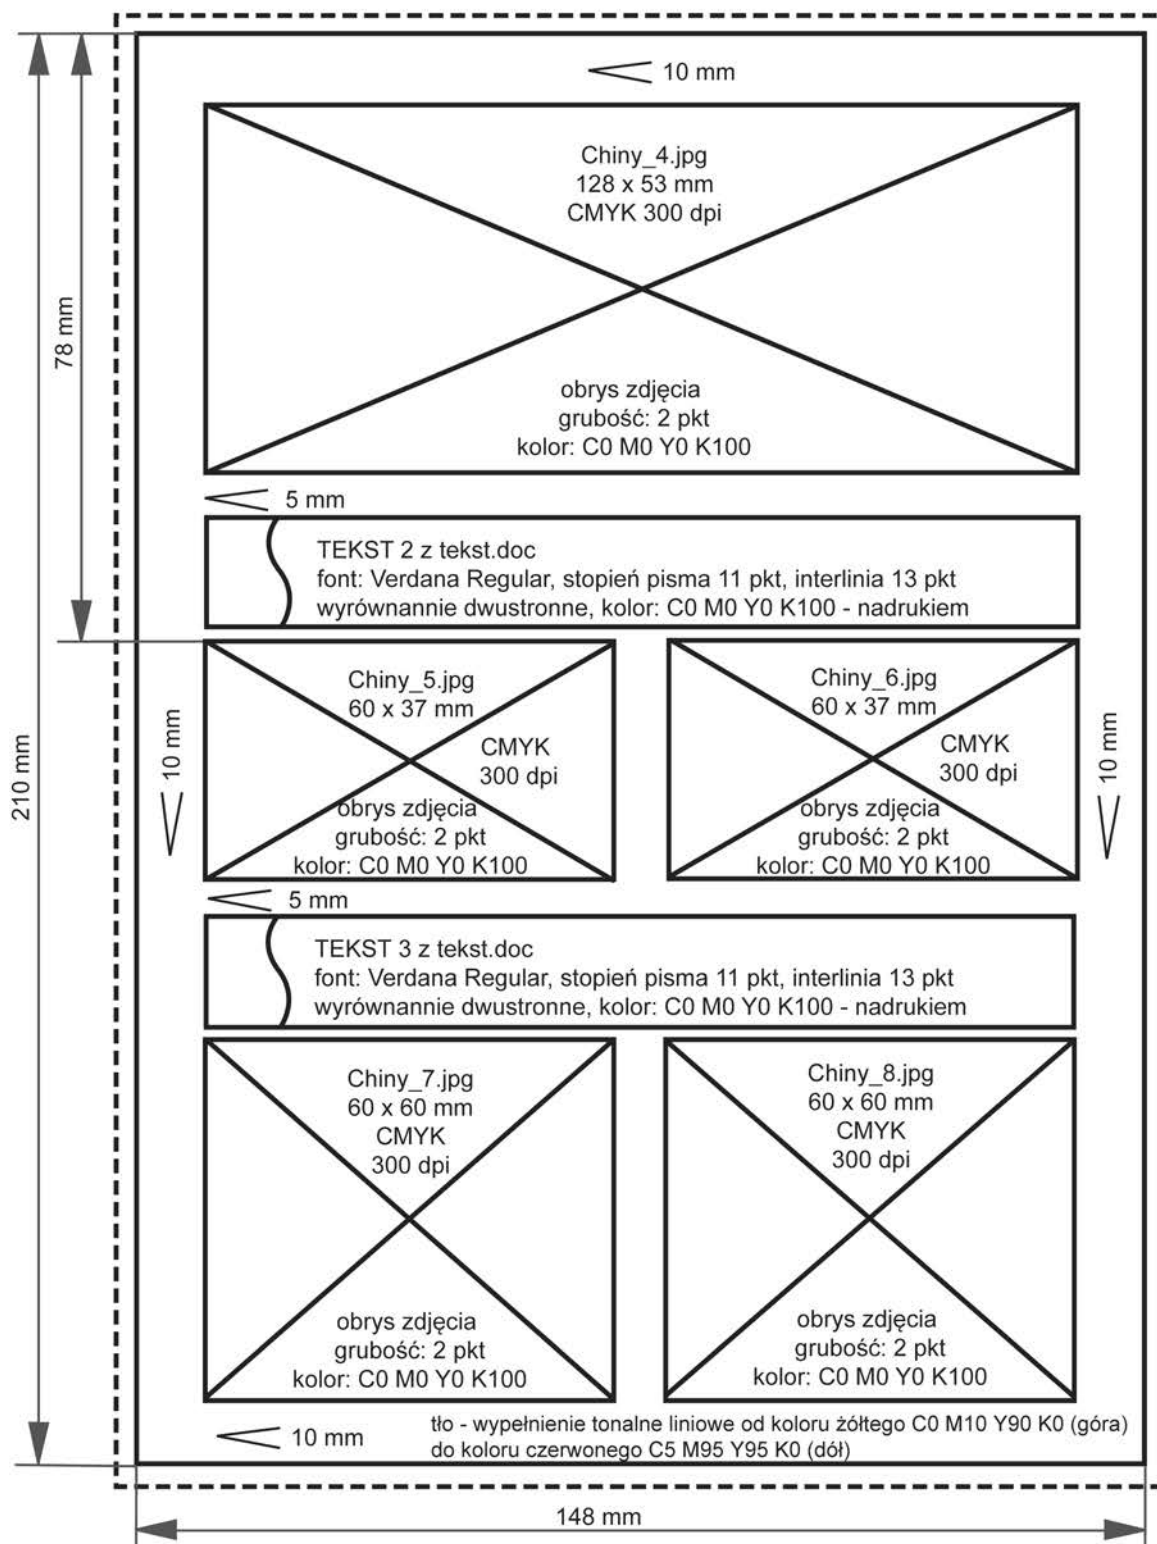 10 mm
Chiny_4.jpg
128 x 53 mm
CMYK 300 dpi
78 mm
obrys zdjęcia
grubość: 2 pkt
kolor: C0 M0 Y0 K100
5 mm
TEKST 2 z tekst.doc
font: Verdana Regular, stopień pisma 11 pkt, interlinia 13 pkt
wyrównannie dwustronne, kolor: C0 M0 Y0 K100 - nadrukiem
210 mm
10 mm
Chiny_5.jpg
60 x 37 mm
CMYK
300 dpi
obrys zdjęcia
grubość: 2 pkt
kolor: C0 M0 Y0 K100
Chiny_6.jpg
60 x 37 mm
CMYK
300 dpi
obrys zdjęcia
grubość: 2 pkt
kolor: C0 M0 Y0 K100
10 mm
5 mm
TEKST 3 z tekst.doc
font: Verdana Regular, stopień pisma 11 pkt, interlinia 13 pkt
wyrównannie dwustronne, kolor: C0 M0 Y0 K100 - nadrukiem
Chiny_7.jpg
60 x 60 mm
CMYK
300 dpi
obrys zdjęcia
grubość: 2 pkt
kolor: C0 M0 Y0 K100
Chiny_8.jpg
60 x 60 mm
CMYK
300 dpi
obrys zdjęcia
grubość: 2 pkt
kolor: C0 M0 Y0 K100
10 mm
tło - wypełnienie tonalne liniowe od koloru żółtego C0 M10 Y90 K0 (góra)
do koloru czerwonego C5 M95 Y95 K0 (dół)
148 mm